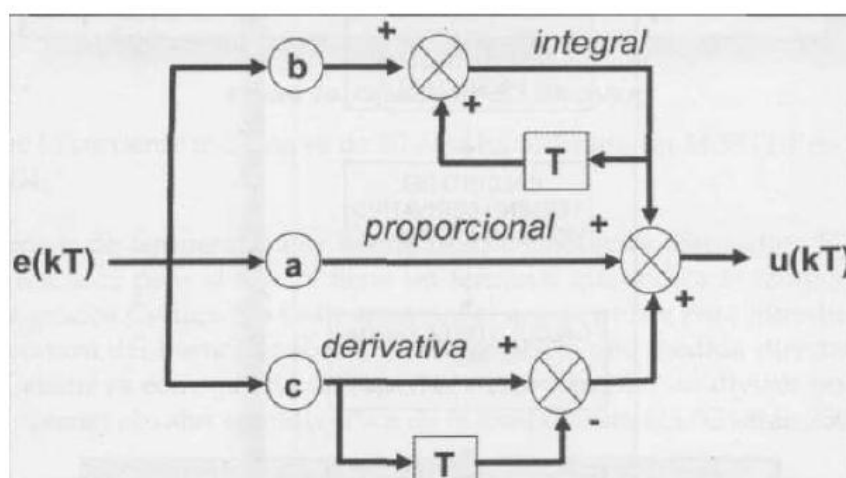 b
+
integral
+
T
e(kT)
a
proporcional
+
u(kT)
+
c
derivativa
+
-
T